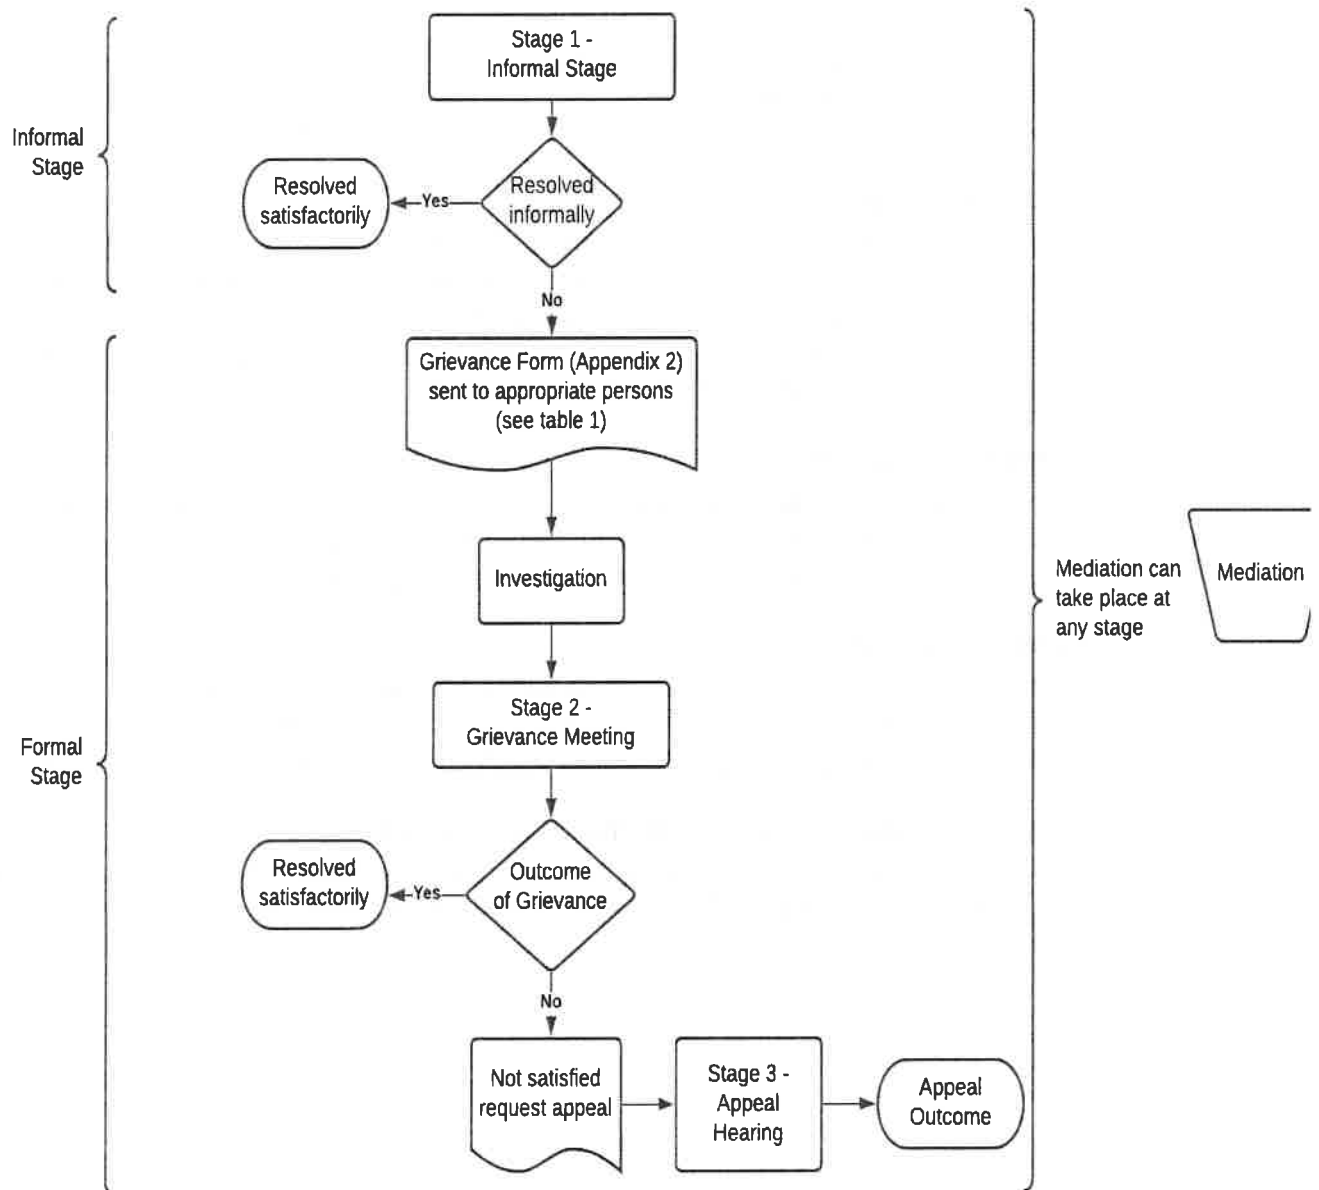 Stage 1 -
Informal Stage
Informal
Stage
Resolved
satisfactorily
Yes
Resolved
informally
No
Grievance Form (Appendix 2)
sent to appropriate persons
(see table 1)
Investigation
Mediation can
take place at
any stage
Mediation
Stage 2 -
Grievance Meeting
Formal
Stage
Resolved
satisfactorily
Yes
Outcome
of Grievance
No
Not satisfied
request appeal
Stage 3 -
Appeal
Hearing
Appeal
Outcome